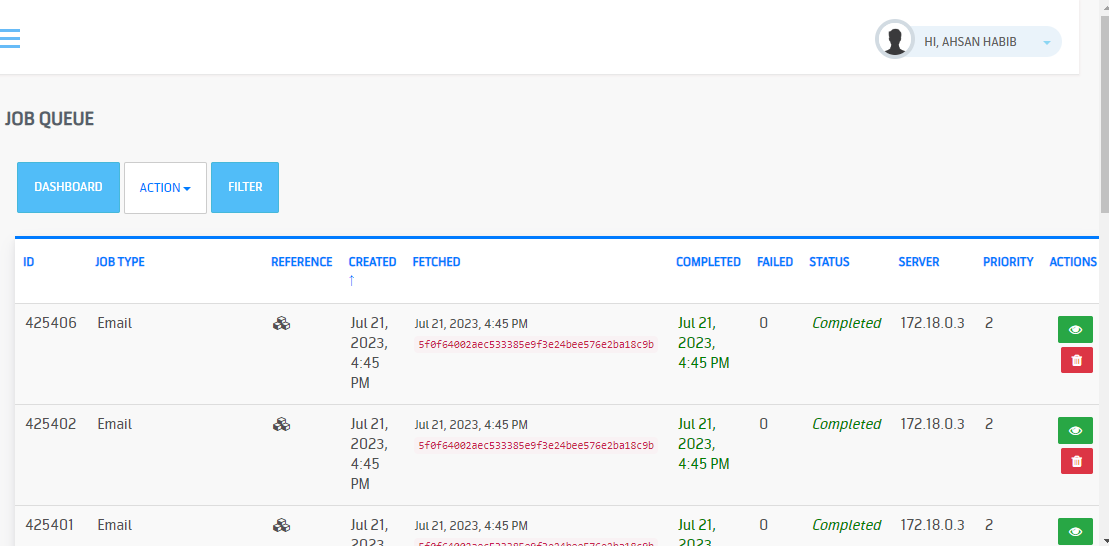 HI, AHSAN HABIB
JOB QUEUE
DASHBOARD ACTION FILTER
ID JOB TYPE REFERENCE CREATED ↑ FETCHED COMPLETED FAILED STATUS SERVER PRIORITY ACTIONS
425406 Email Jul 21, 2023, 4:45 PM Jul 21, 2023, 4:45 PM 5f0f64002aec533385e9f3e24bee576e2ba18c9b Jul 21, 2023, 4:45 PM 0 Completed 172.18.0.3 2
425402 Email Jul 21, 2023, 4:45 PM Jul 21, 2023, 4:45 PM 5f0f64002aec533385e9f3e24bee576e2ba18c9b Jul 21, 2023, 4:45 PM 0 Completed 172.18.0.3 2
425401 Email Jul 21, 2023, Jul 21, 2023, 4:45 PM Jul 21, 2023, 0 Completed 172.18.0.3 2